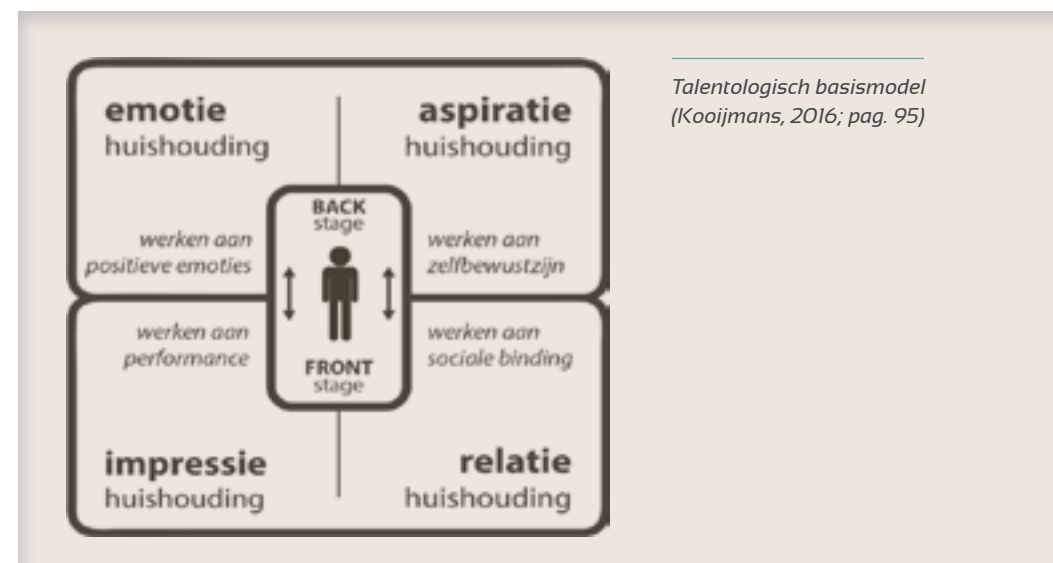 emotie
huishouding
aspiratie
huishouding
BACK
stage
werken aan
positieve emoties
werken aan
zelfbewustzijn
werken aan
performance
werken aan
sociale binding
FRONT
stage
impressie
huishouding
relatie
huishouding
Talentologisch basismodel
(Kooijmans, 2016; pag. 95)